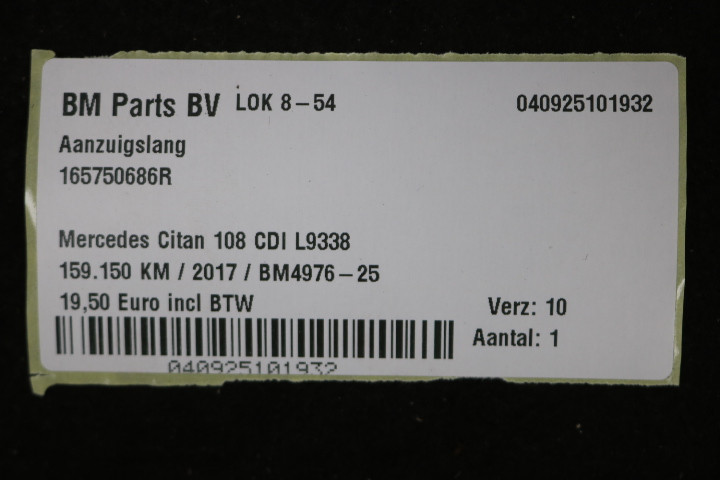 BM Parts BV LOK 8-54 040925101932
Aanzuigslang
165750686R
Mercedes Citan 108 CDI L9338
159.150 KM / 2017 / BM4976-25
19,50 Euro incl BTW Verz: 10
Aantal: 1
040925101932